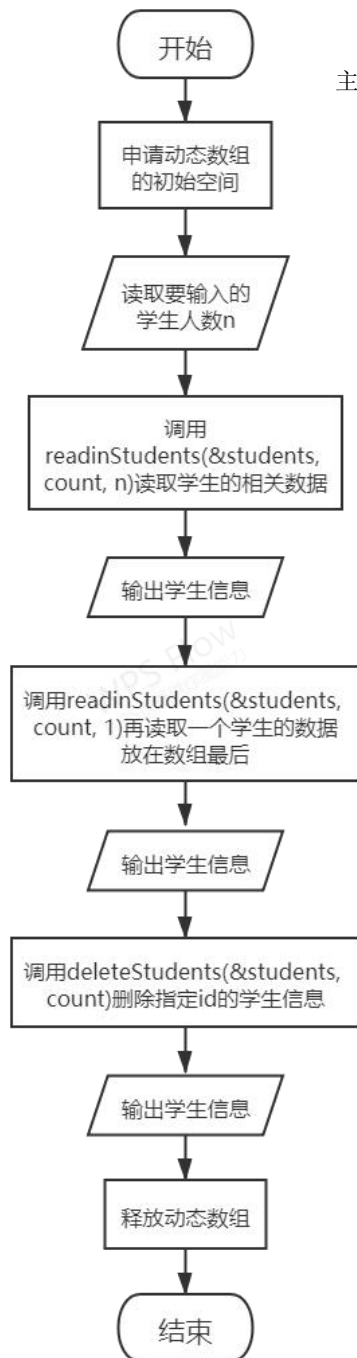 开始
主
申请动态数组
的初始空间
读取要输入的
学生人数n
调用
readinStudents(&students,
count, n)读取学生的相关数据
输出学生信息
调用readinStudents(&students,
count, 1)再读取一个学生的数据
放在数组最后
输出学生信息
调用deleteStudents(&students,
count)删除指定id的学生信息
输出学生信息
释放动态数组
结束